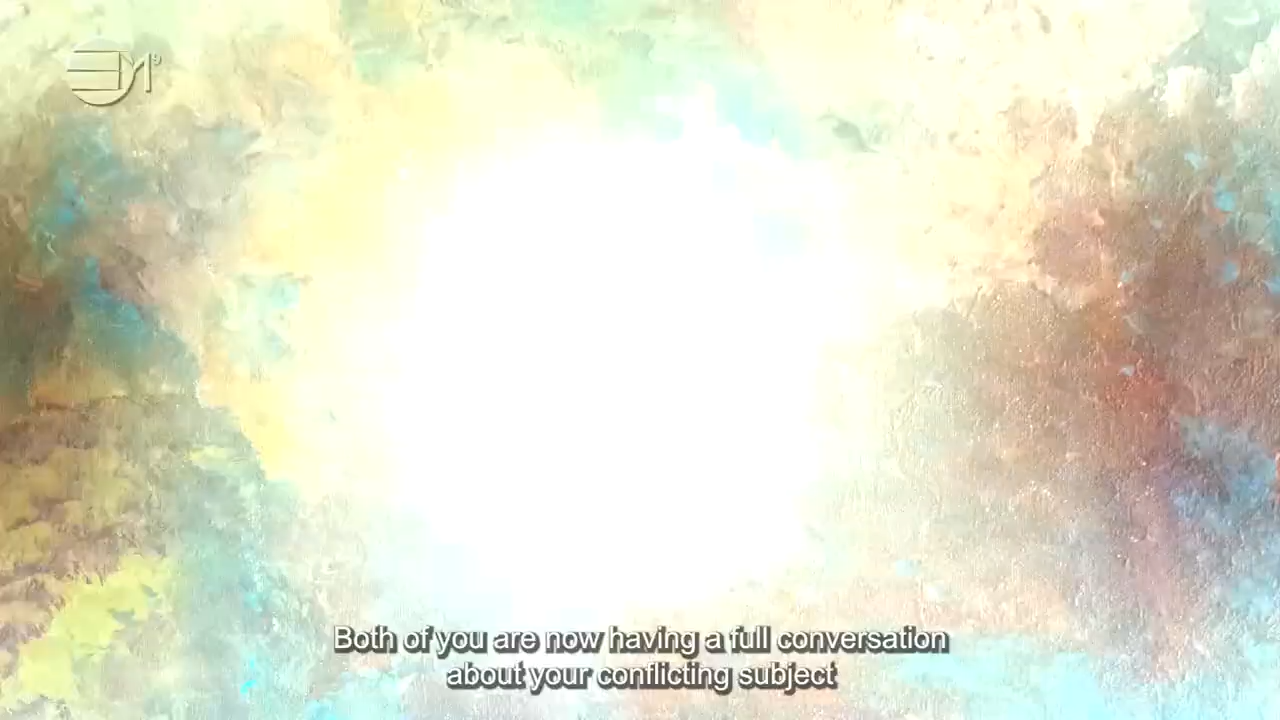 Both of you are now having a full conversation
about your conflicting subject